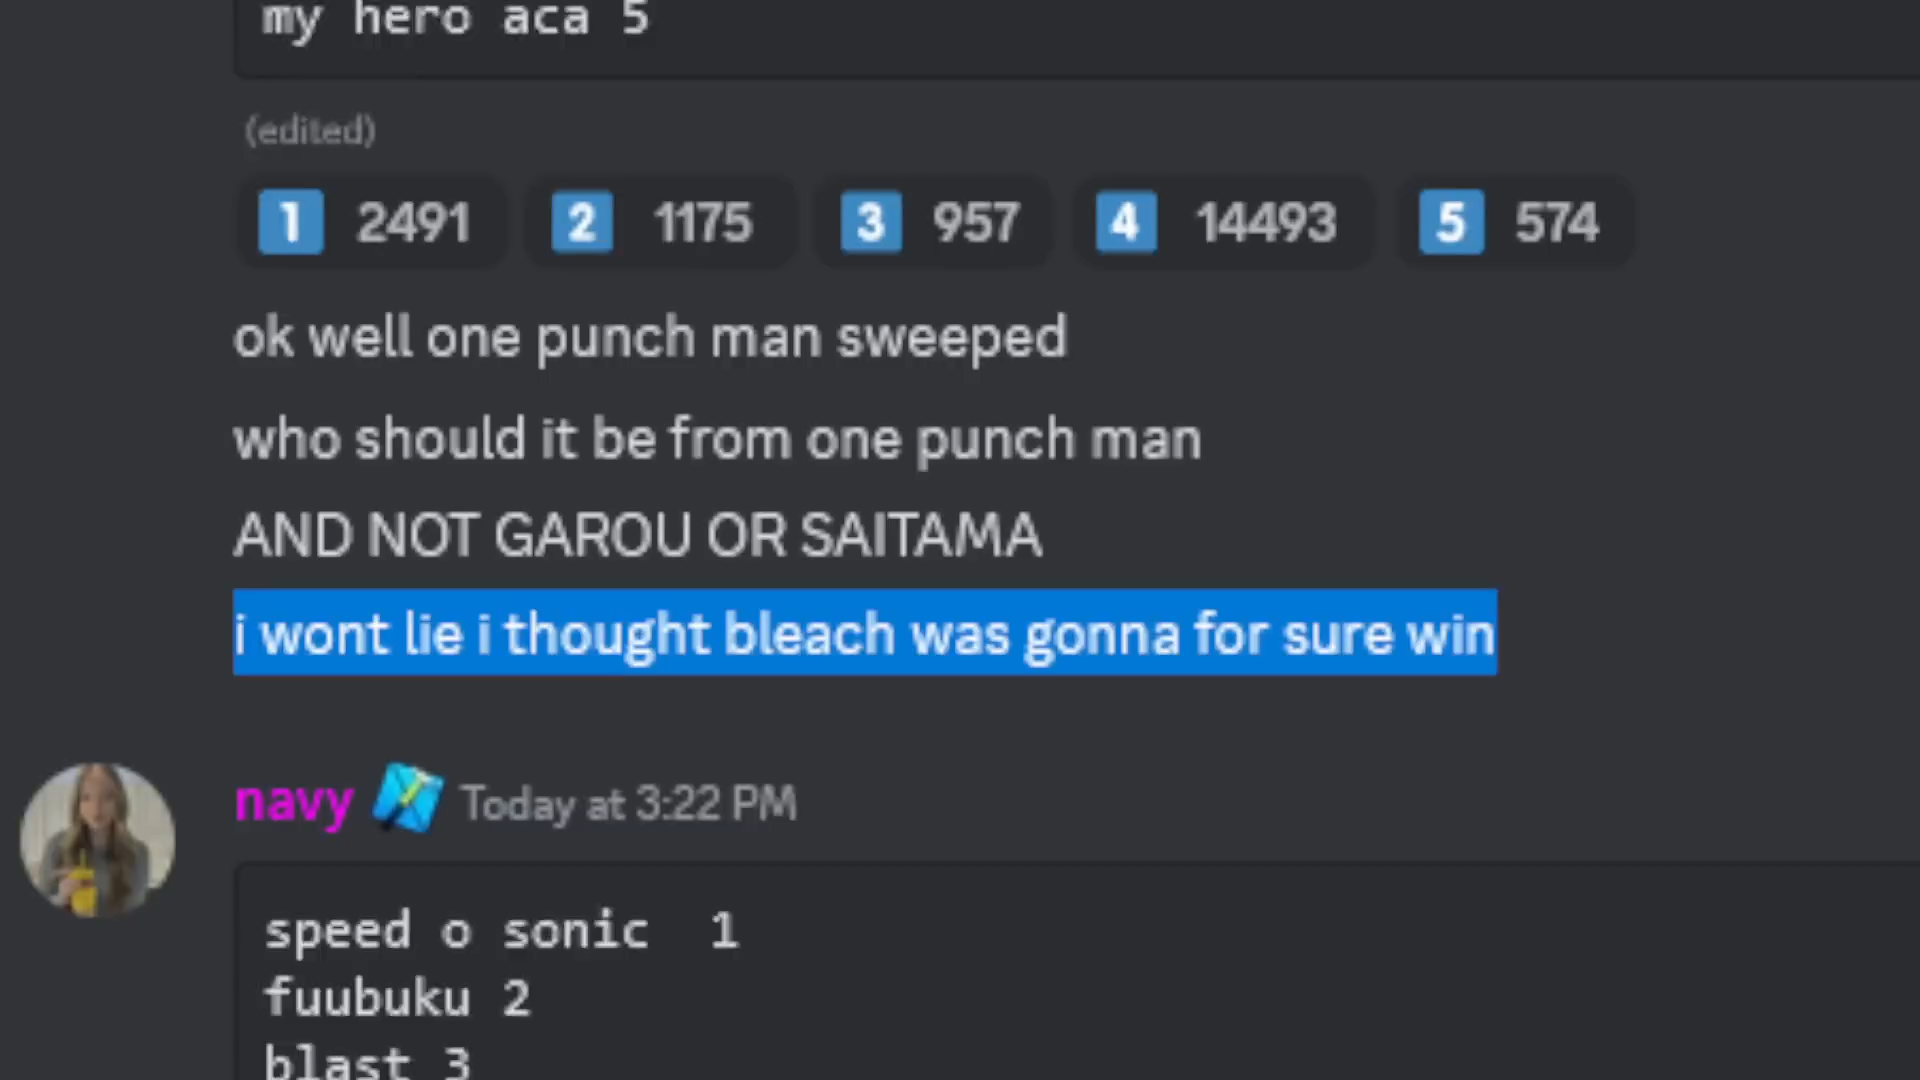 my hero aca 5
(edited)
1 2491 2 1175 3 957 4 14493 5 574
ok well one punch man sweeped
who should it be from one punch man
AND NOT GAROU OR SAITAMA
i wont lie i thought bleach was gonna for sure win
navy Today at 3:22 PM
speed o sonic  1
fuubuku 2
blast 3